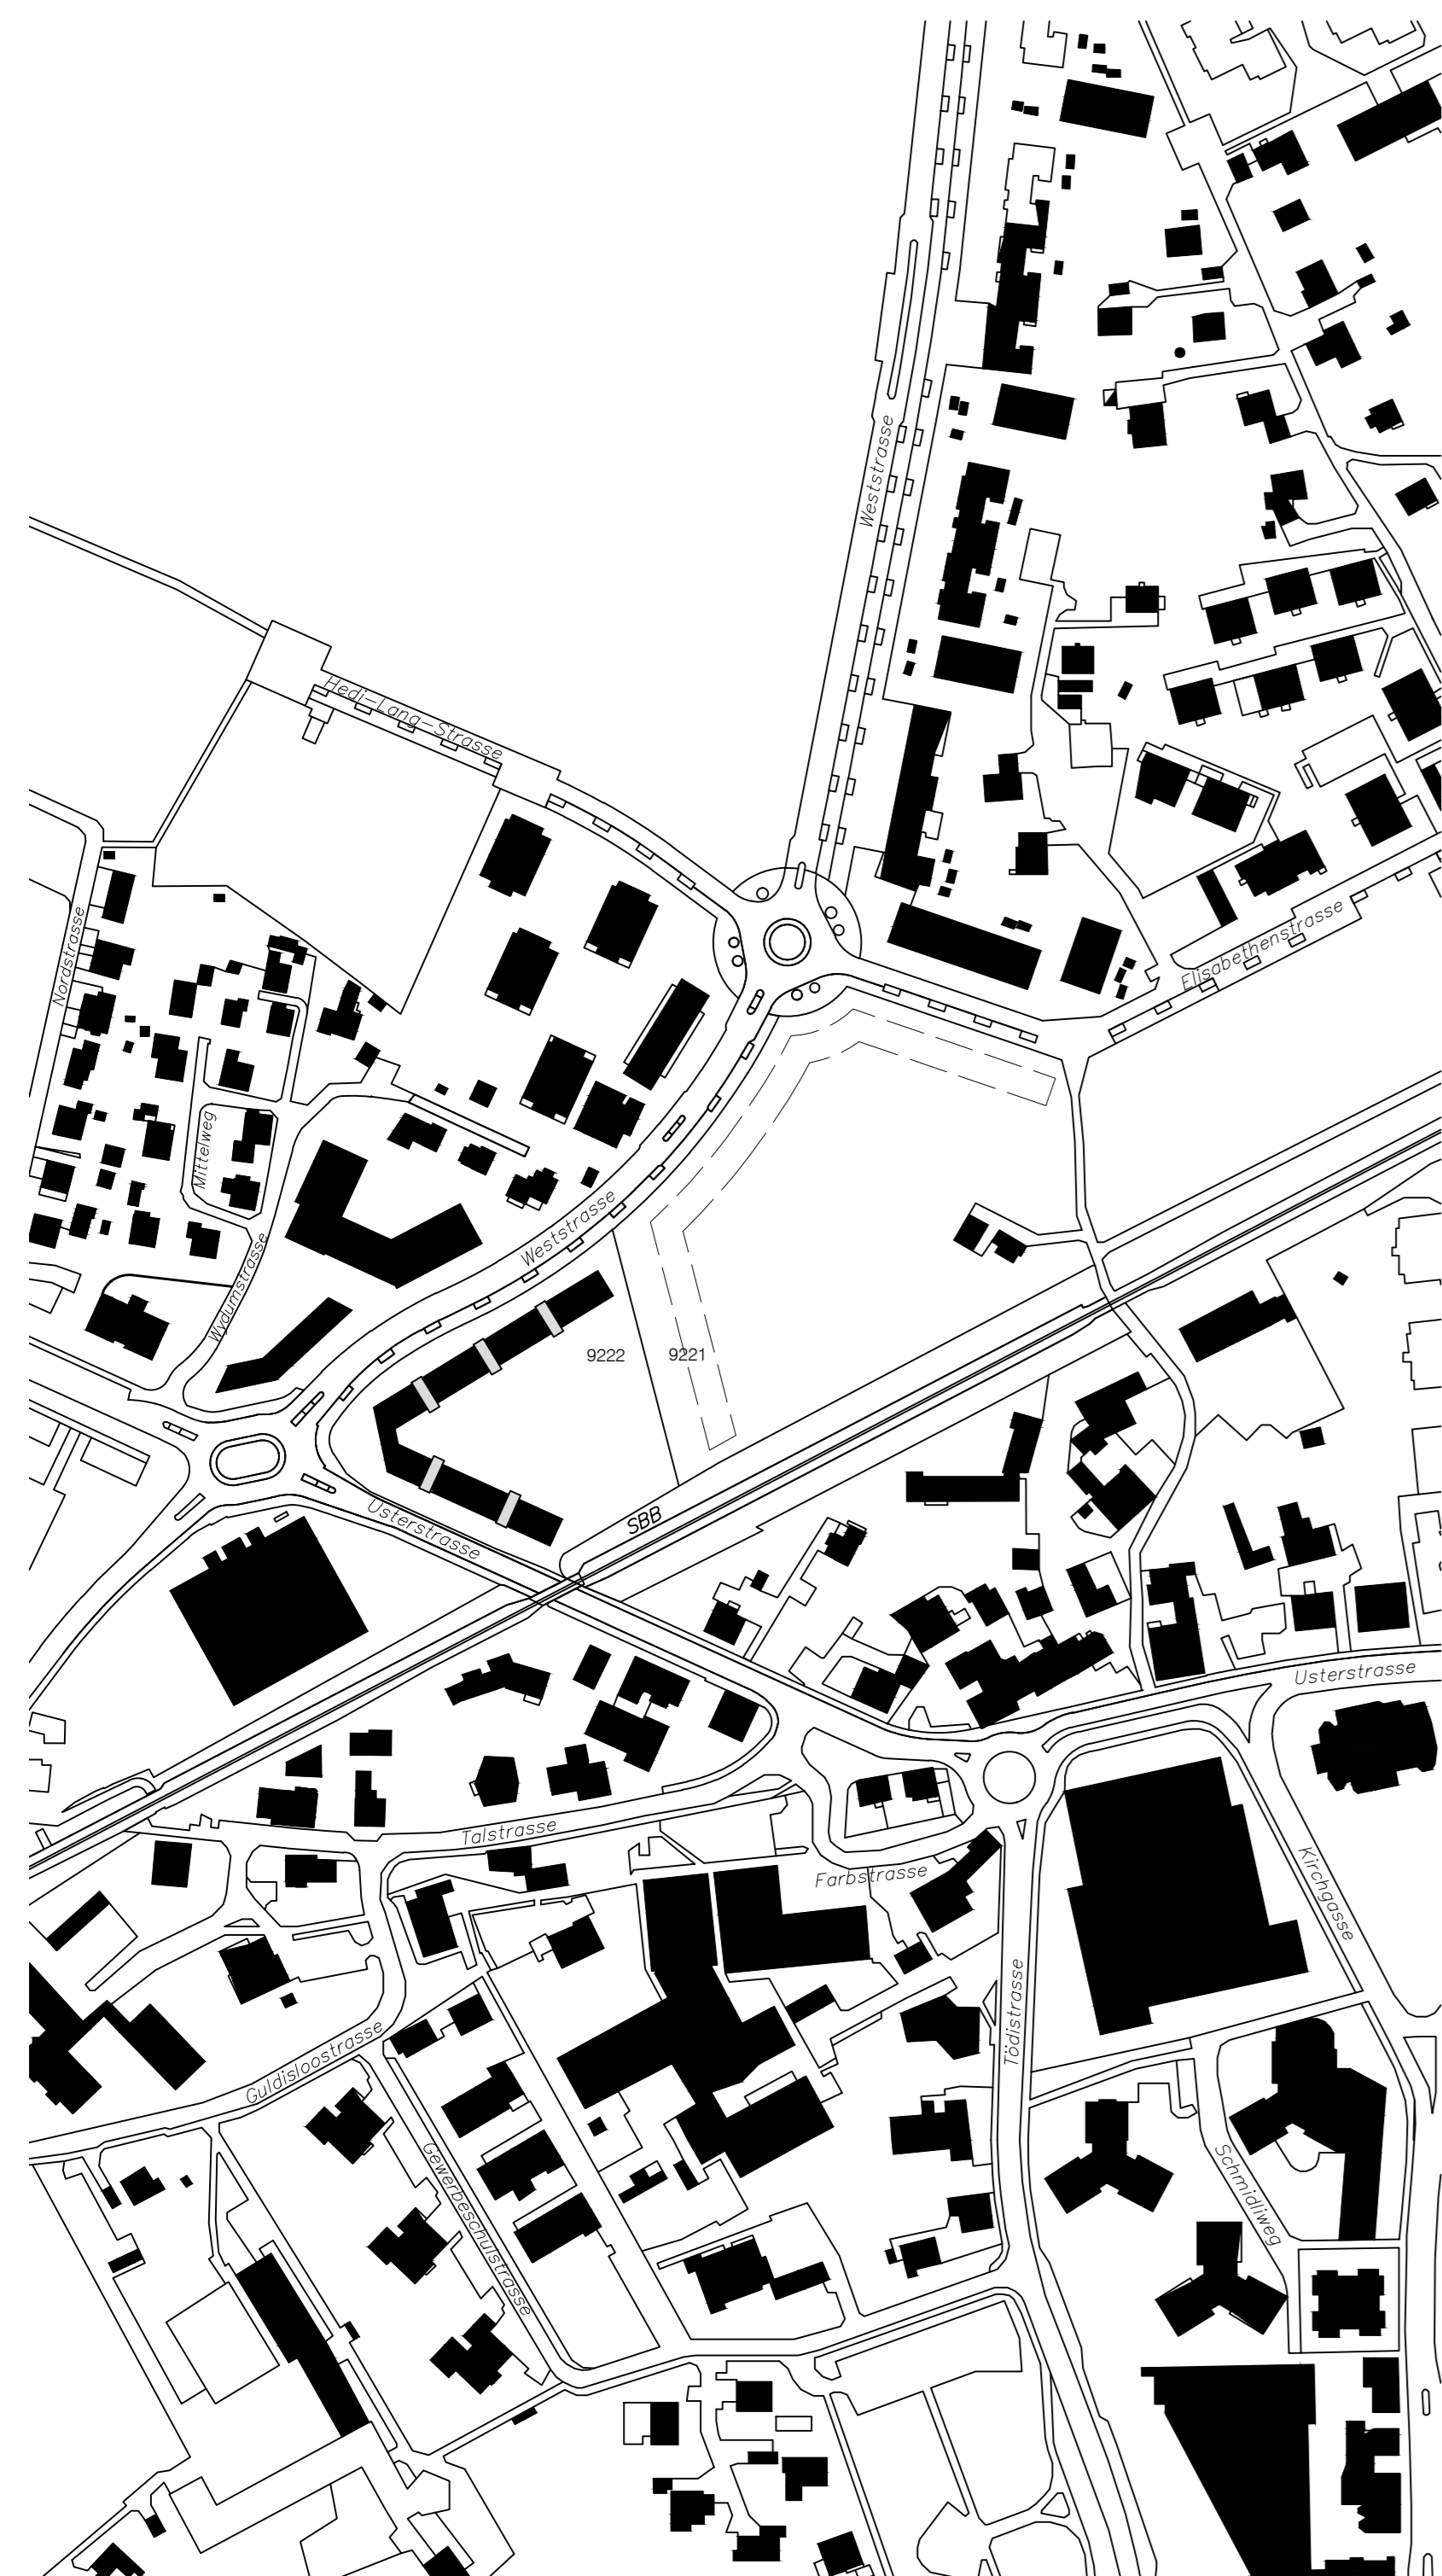 Weststrasse
Hedi-Lang-Strasse
Nordstrasse
Elisabethenstrasse
Mittelweg
Weststrasse
Wydumstrasse
9222
9221
Usterstrasse
SBB
Usterstrasse
Talstrasse
Farbstrasse
Kirchgasse
Tödistrasse
Guldisloostrasse
Gewerbeschulstrasse
Schmidliweg